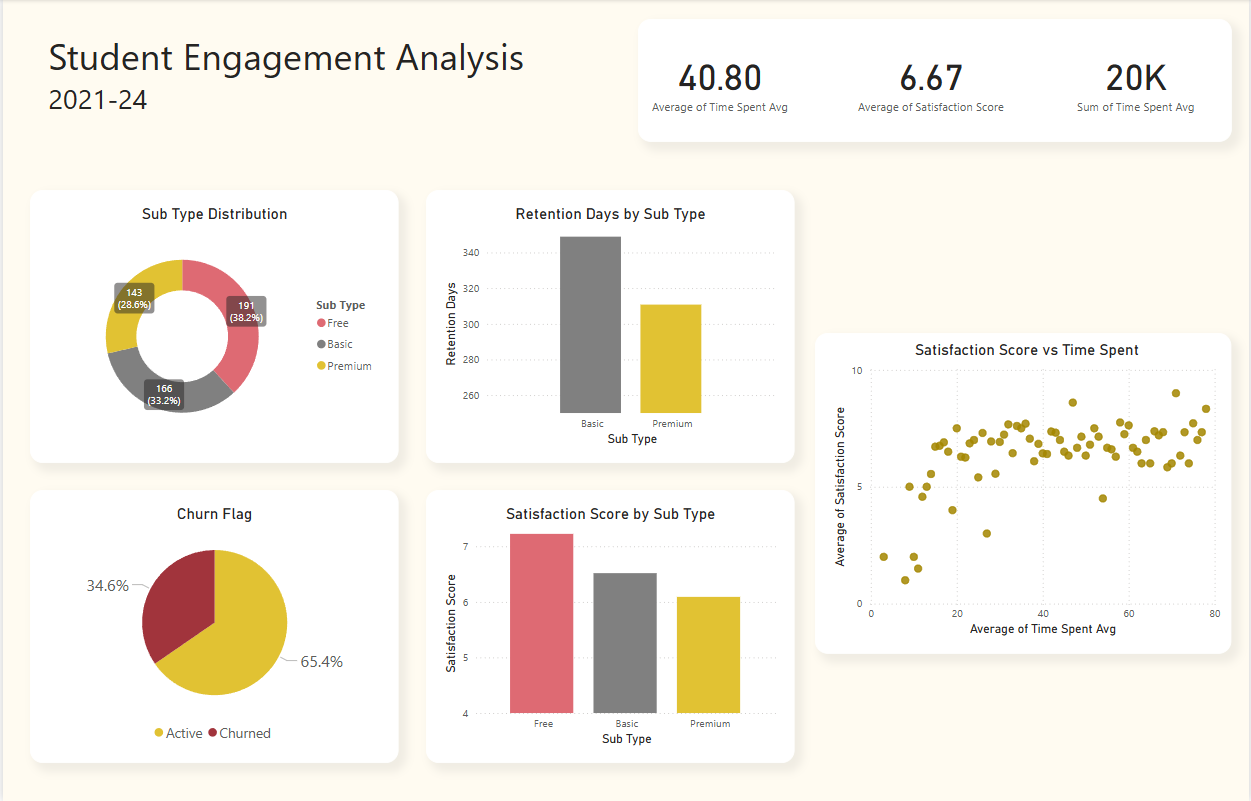 Student Engagement Analysis
2021-24
40.80
Average of Time Spent Avg
6.67
Average of Satisfaction Score
20K
Sum of Time Spent Avg
Sub Type Distribution
143
(28.6%)
191
(38.2%)
166
(33.2%)
Sub Type
Free
Basic
Premium
Retention Days by Sub Type
Retention Days
340
320
300
280
260
Basic
Premium
Sub Type
Satisfaction Score vs Time Spent
Average of Satisfaction Score
10
5
0
0
20
40
60
80
Average of Time Spent Avg
Churn Flag
34.6%
65.4%
Active
Churned
Satisfaction Score by Sub Type
Satisfaction Score
7
6
5
4
Free
Basic
Premium
Sub Type